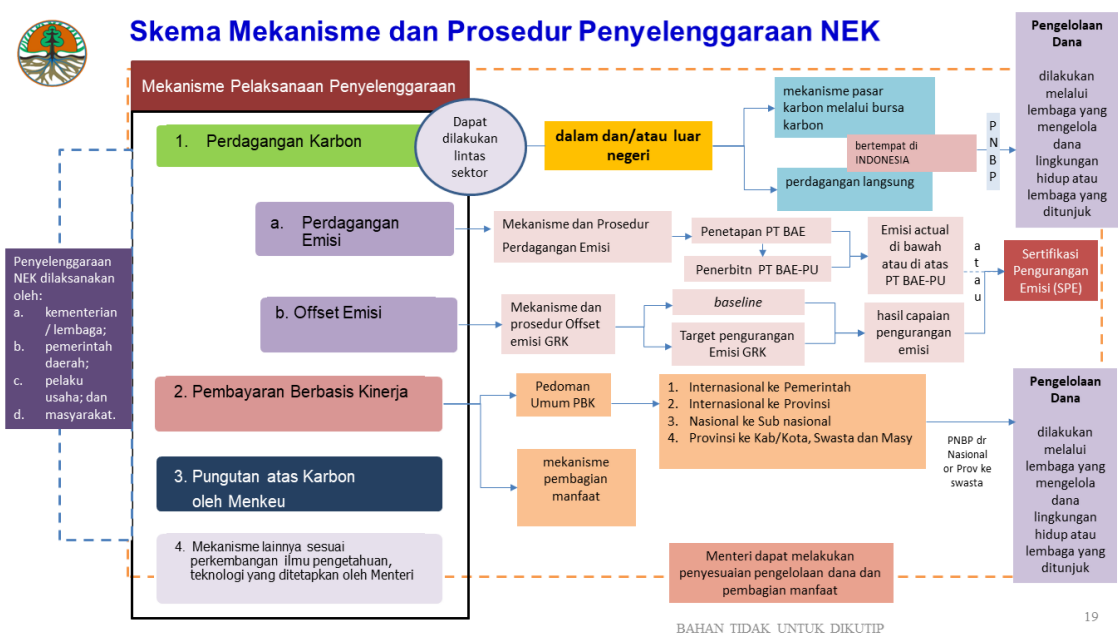 Skema Mekanisme dan Prosedur Penyelenggaraan NEK
Mekanisme Pelaksanaan Penyelenggaraan
Penyelenggaraan
NEK dilaksanakan
oleh:
a. kementerian
/ lembaga;
b. pemerintah
daerah;
c. pelaku
usaha; dan
d. masyarakat.
1. Perdagangan Karbon
Dapat
dilakukan
lintas
sektor
dalam dan/atau luar
negeri
mekanisme pasar
karbon melalui bursa
karbon
bertempat di
INDONESIA
perdagangan langsung
P
N
B
P
Pengelolaan
Dana
dilakukan
melalui
lembaga yang
mengelola
dana
lingkungan
hidup atau
lembaga yang
ditunjuk
a. Perdagangan
Emisi
Mekanisme dan Prosedur
Perdagangan Emisi
Penetapan PT BAE
Penerbitn PT BAE-PU
Emisi actual
di bawah
atau di atas
PT BAE-PU
a
t
a
u
Sertifikasi
Pengurangan
Emisi (SPE)
b. Offset Emisi
Mekanisme dan
prosedur Offset
emisi GRK
baseline
Target pengurangan
Emisi GRK
hasil capaian
pengurangan
emisi
2. Pembayaran Berbasis Kinerja
Pedoman
Umum PBK
1. Internasional ke Pemerintah
2. Internasional ke Provinsi
3. Nasional ke Sub nasional
4. Provinsi ke Kab/Kota, Swasta dan Masy
PNBP dr
Nasional
or Prov ke
swasta
Pengelolaan
Dana
dilakukan
melalui
lembaga yang
mengelola
dana
lingkungan
hidup atau
lembaga yang
ditunjuk
mekanisme
pembagian
manfaat
3. Pungutan atas Karbon
oleh Menkeu
4. Mekanisme lainnya sesuai
perkembangan ilmu pengetahuan,
teknologi yang ditetapkan oleh Menteri
Menteri dapat melakukan
penyesuaian pengelolaan dana dan
pembagian manfaat
BAHAN TIDAK UNTUK DIKUTIP
19